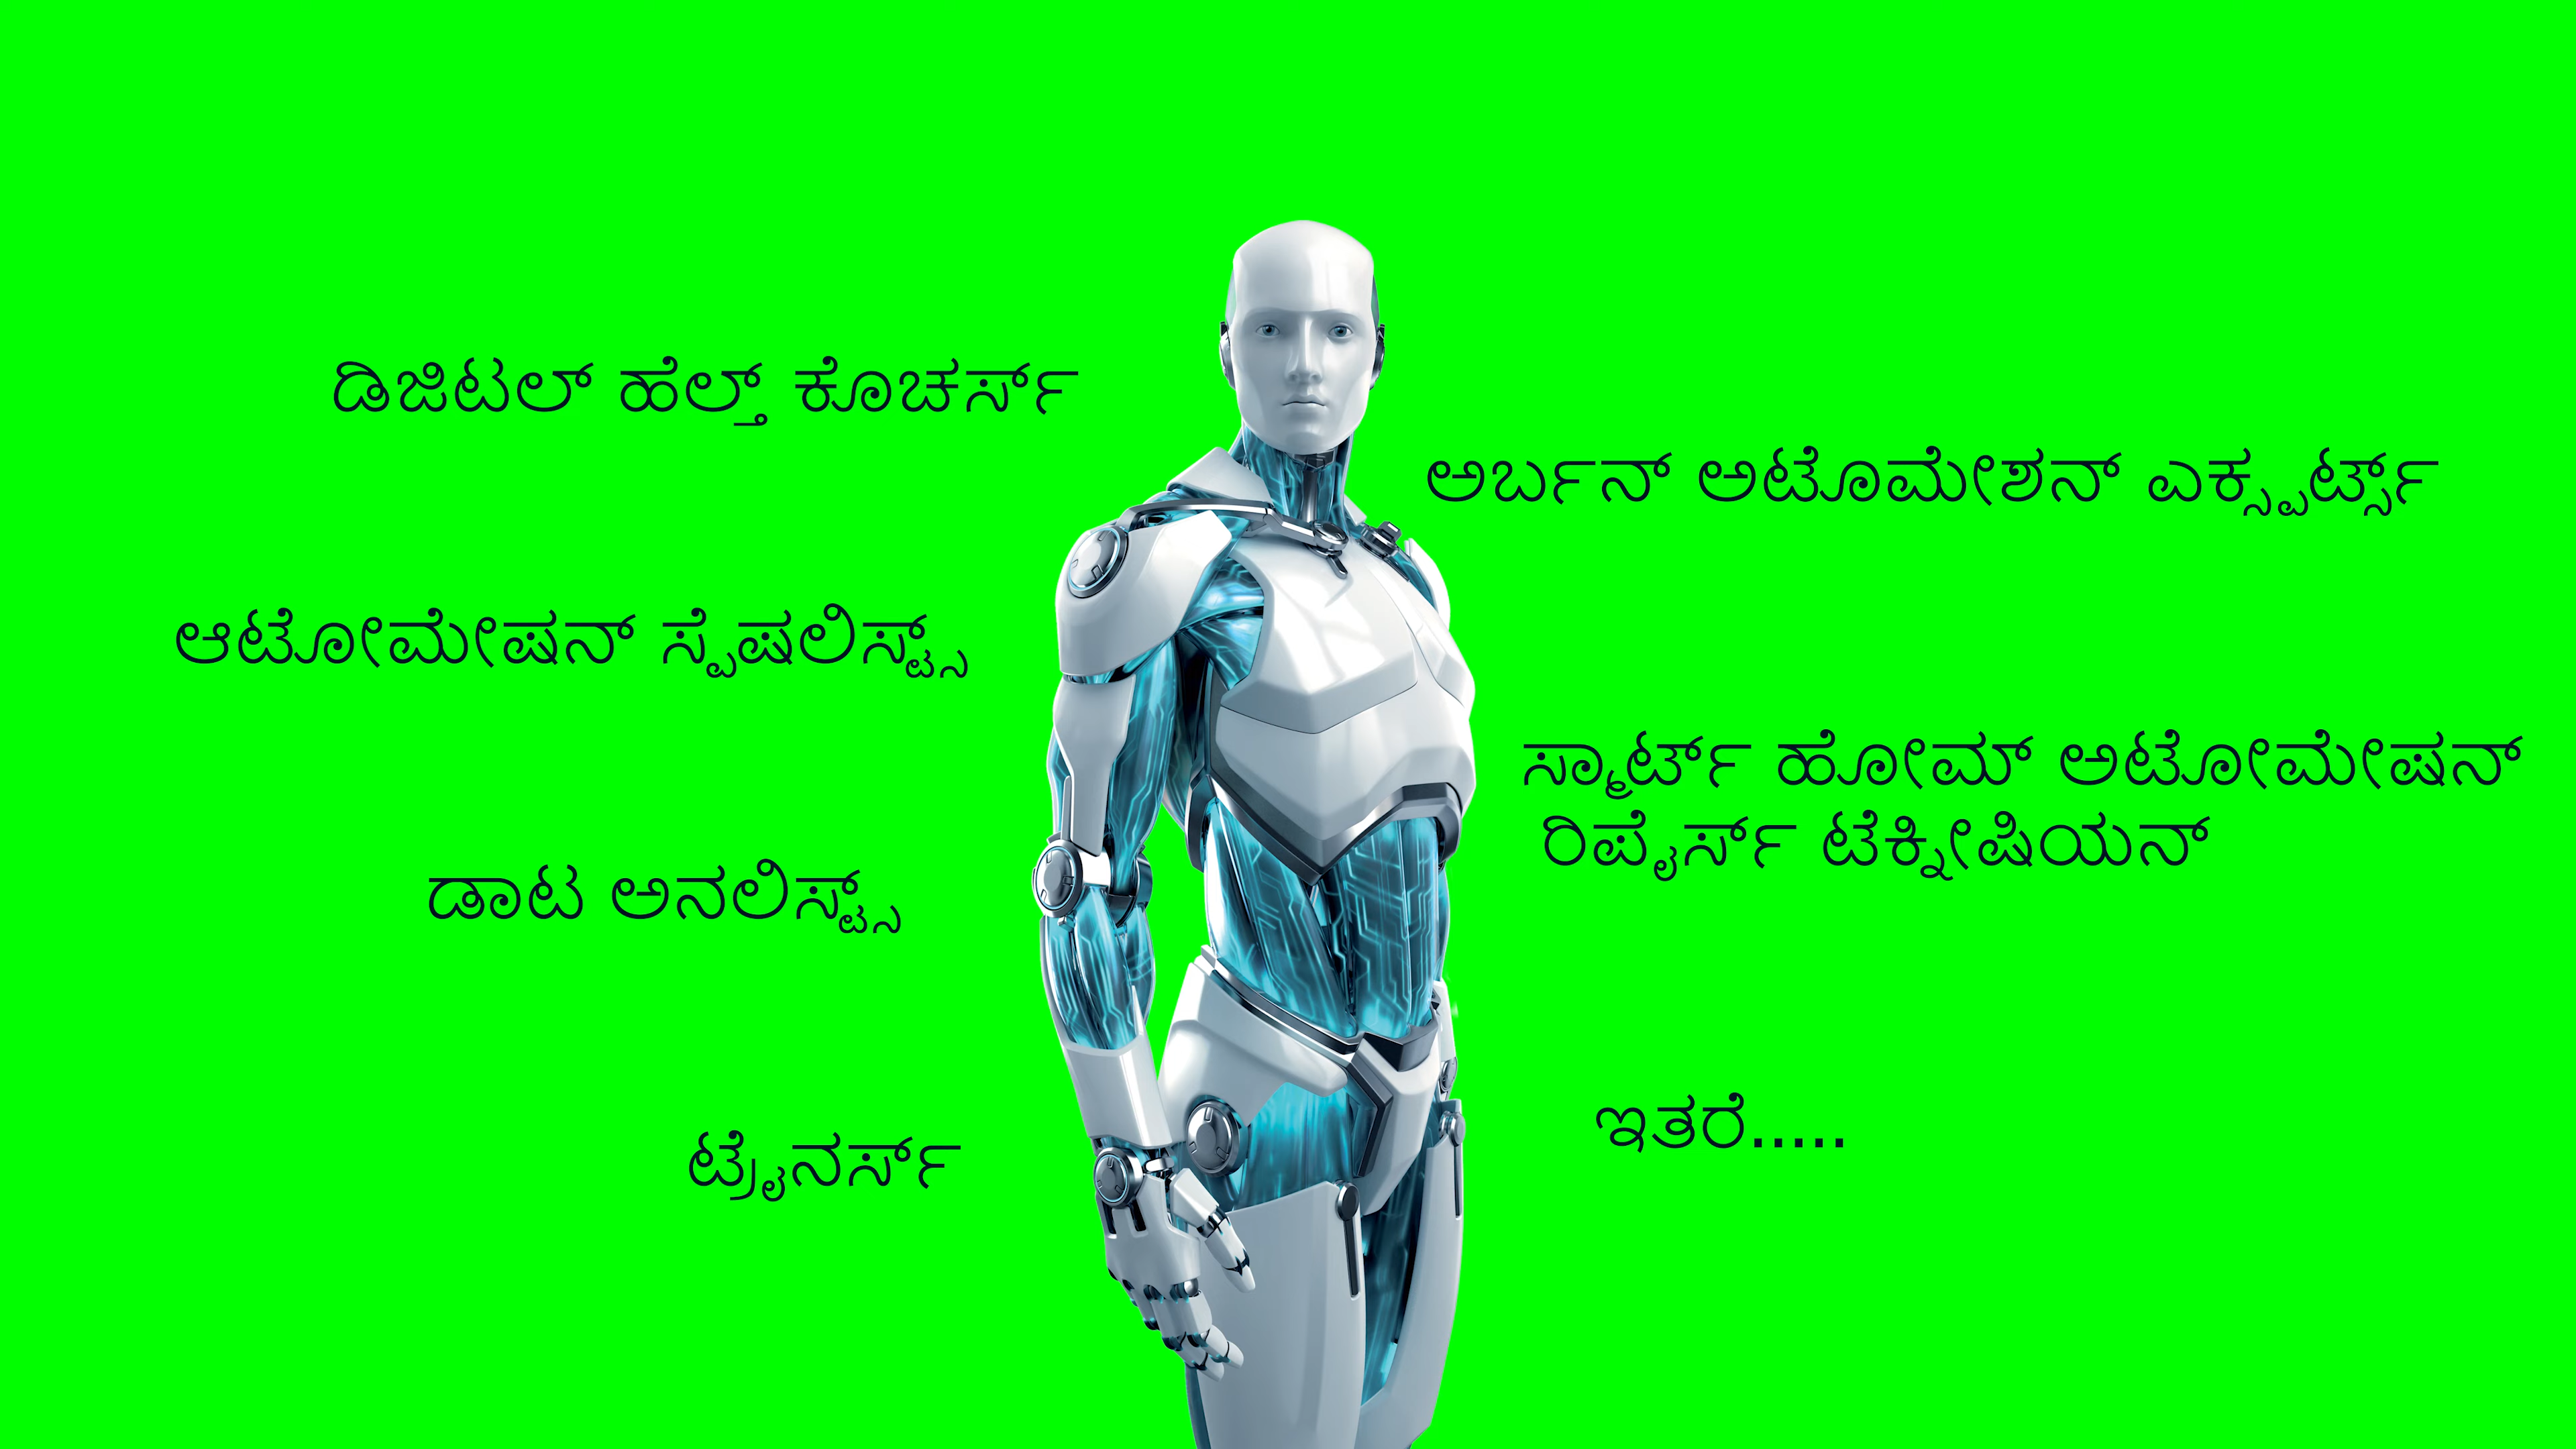 ಡಿಜಿಟಲ್ ಹೆಲ್ತ್ ಕೊಚರ್ಸ್
ಆಟೋಮೇಷನ್ ಸ್ಪೆಷಲಿಸ್ಟ್ಸ್
ಡಾಟ ಅನಲಿಸ್ಟ್ಸ್
ಟ್ರೈನರ್ಸ್
ಅರ್ಬನ್ ಅಟೊಮೇಶನ್ ಎಕ್ಸ್ಪರ್ಟ್ಸ್
ಸ್ಮಾರ್ಟ್ ಹೋಮ್ ಅಟೋಮೇಷನ್
ರಿಪೈರ್ಸ್ ಟೆಕ್ನೀಷಿಯನ್
ಇತರೆ.....